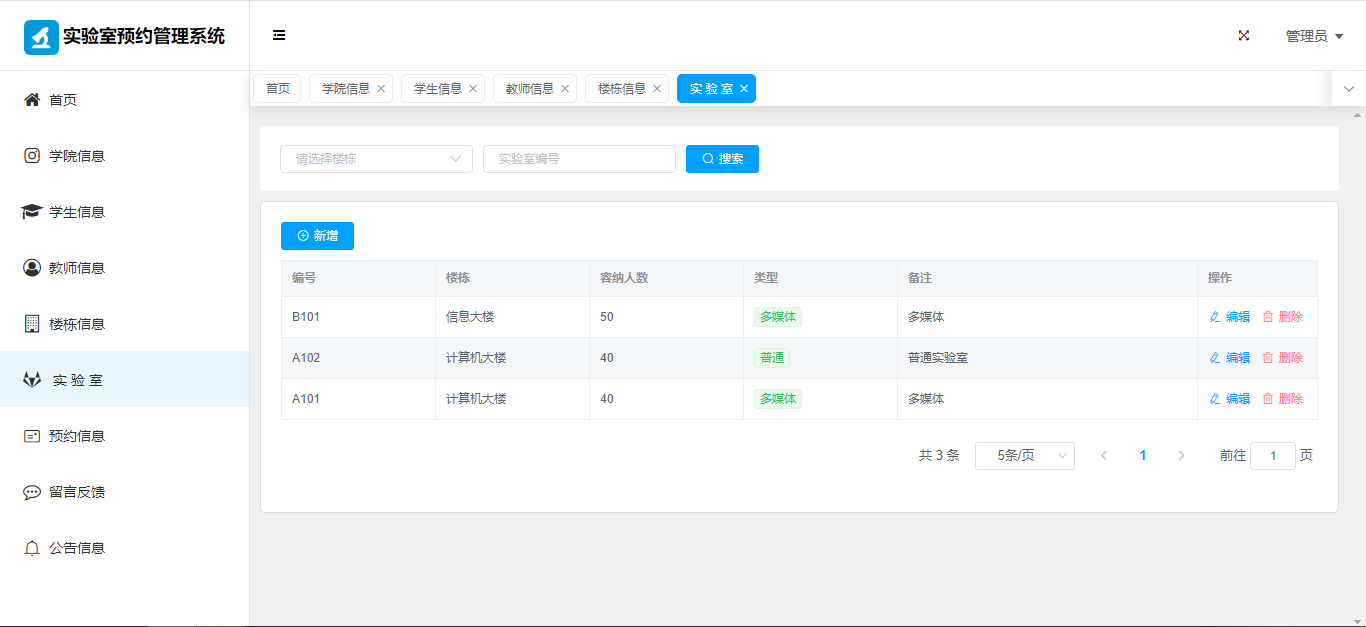 实验室预约管理系统
管理员
首页 学院信息 学生信息 教师信息 楼栋信息 实 验 室
首页
学院信息
学生信息
教师信息
楼栋信息
实 验 室
预约信息
留言反馈
公告信息
请选择楼栋 实验室编号 搜索
新增
编号 楼栋 容纳人数 类型 备注 操作
B101 信息大楼 50 多媒体 多媒体 编辑 删除
A102 计算机大楼 40 普通 普通实验室 编辑 删除
A101 计算机大楼 40 多媒体 多媒体 编辑 删除
共 3 条 5条/页 1 前往 1 页